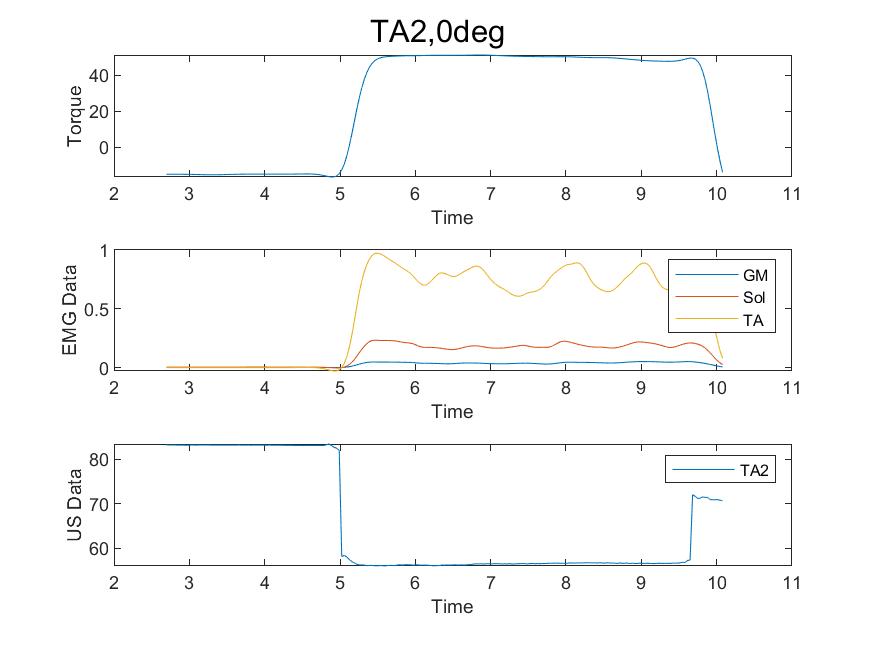 TA2,0deg
40
20
0
Torque
2 3 4 5 6 7 8 9 10 11
Time
1
0.5
0
EMG Data
GM
Sol
TA
2 3 4 5 6 7 8 9 10 11
Time
80
70
60
US Data
TA2
2 3 4 5 6 7 8 9 10 11
Time